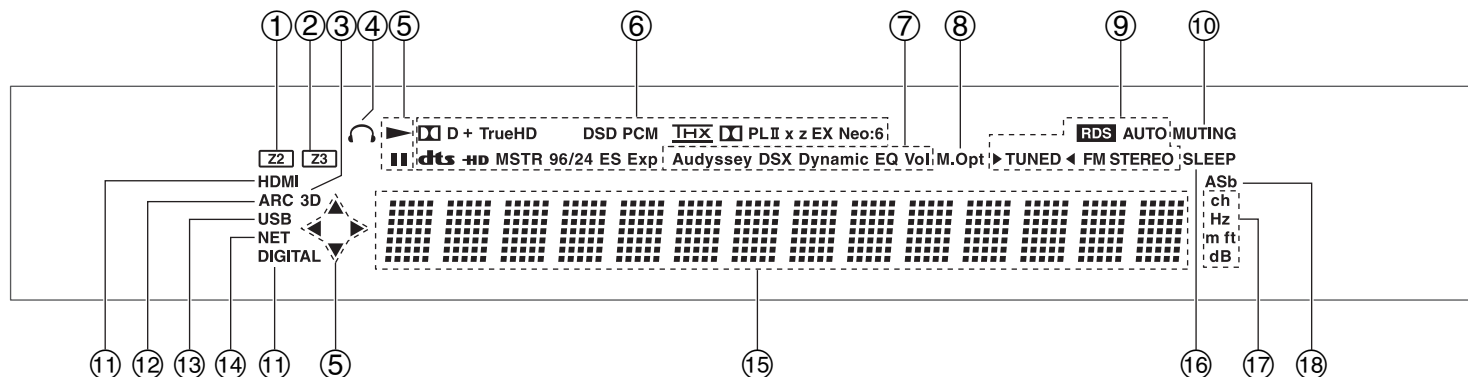 ① ② ③ ④ ⑤ ⑥ ⑦ ⑧ ⑨ ⑩
D + TrueHD DSD PCM THX PLII x z EX Neo:6 RDS AUTO MUTING
Z2 Z3 dts -HD MSTR 96/24 ES Exp Audyssey DSX Dynamic EQ Vol M.Opt TUNED FM STEREO SLEEP
HDMI
ASb
ARC 3D
ch
USB
Hz
NET
m ft
DIGITAL
dB
⑪ ⑫ ⑬ ⑭ ⑪ ⑤ ⑮ ⑯ ⑰ ⑱